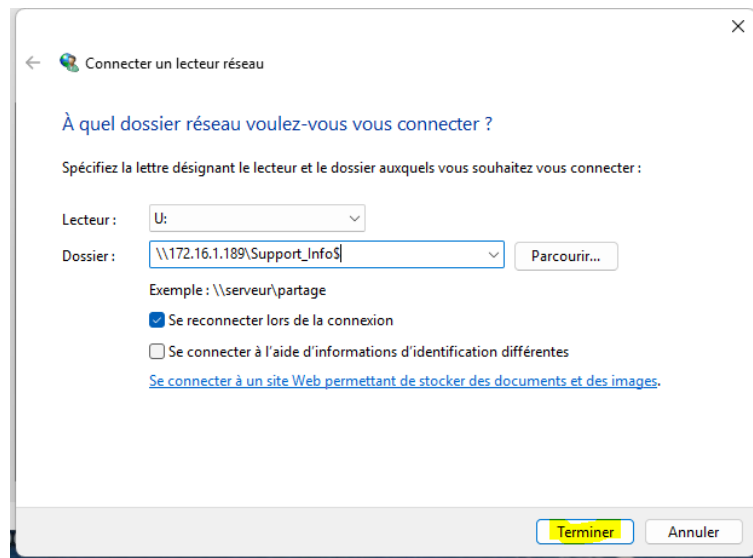 Connecter un lecteur réseau
À quel dossier réseau voulez-vous vous connecter ?
Spécifiez la lettre désignant le lecteur et le dossier auxquels vous souhaitez vous connecter :
Lecteur : U:
Dossier : \\172.16.1.189\Support_Info$ Parcourir...
Exemple : \\serveur\partage
Se reconnecter lors de la connexion
Se connecter à l'aide d'informations d'identification différentes
Se connecter à un site Web permettant de stocker des documents et des images.
Terminer Annuler